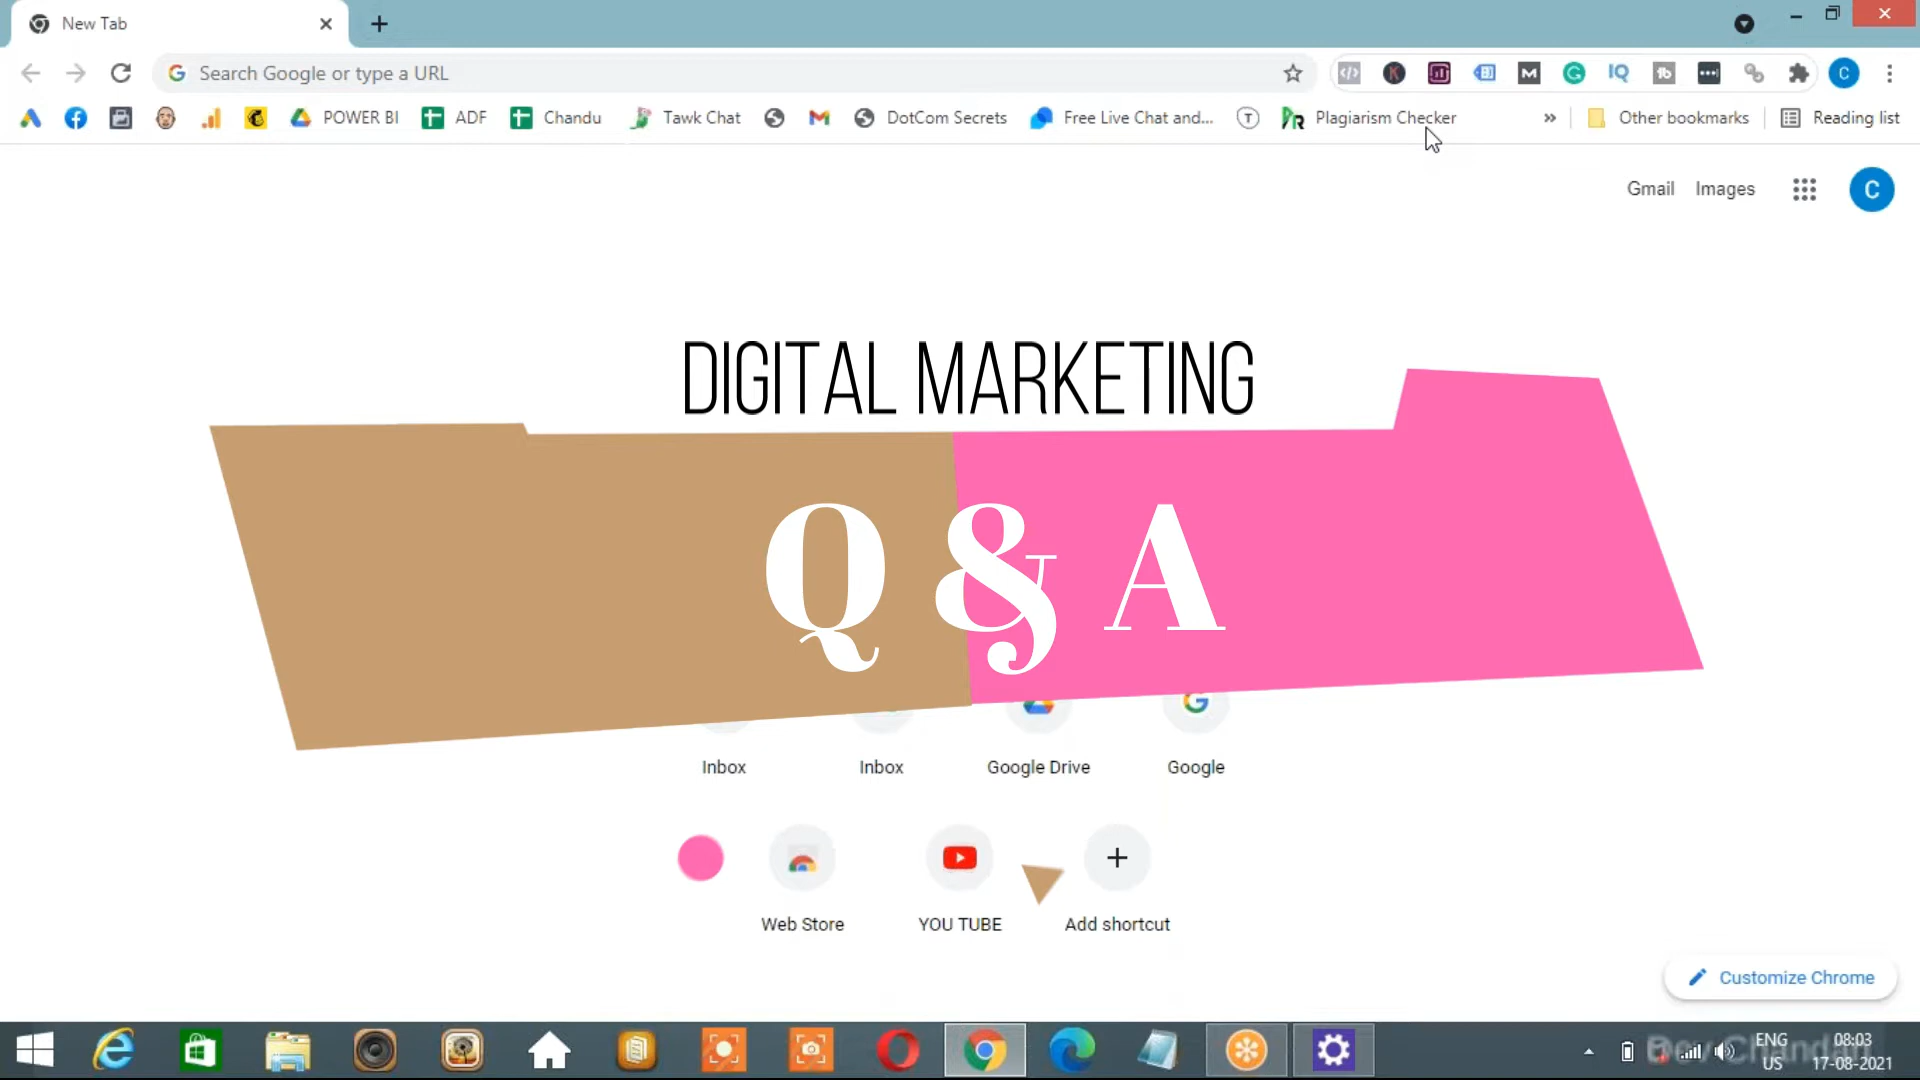 New Tab
Search Google or type a URL
POWER BI ADF Chandu Tawk Chat DotCom Secrets Free Live Chat and... Plagiarism Checker » Other bookmarks Reading list
Gmail Images C
DIGITAL MARKETING
Q & A
Inbox Inbox Google Drive Google
Web Store YOU TUBE Add shortcut
Customize Chrome
ENG 08:03
US 17-08-2021